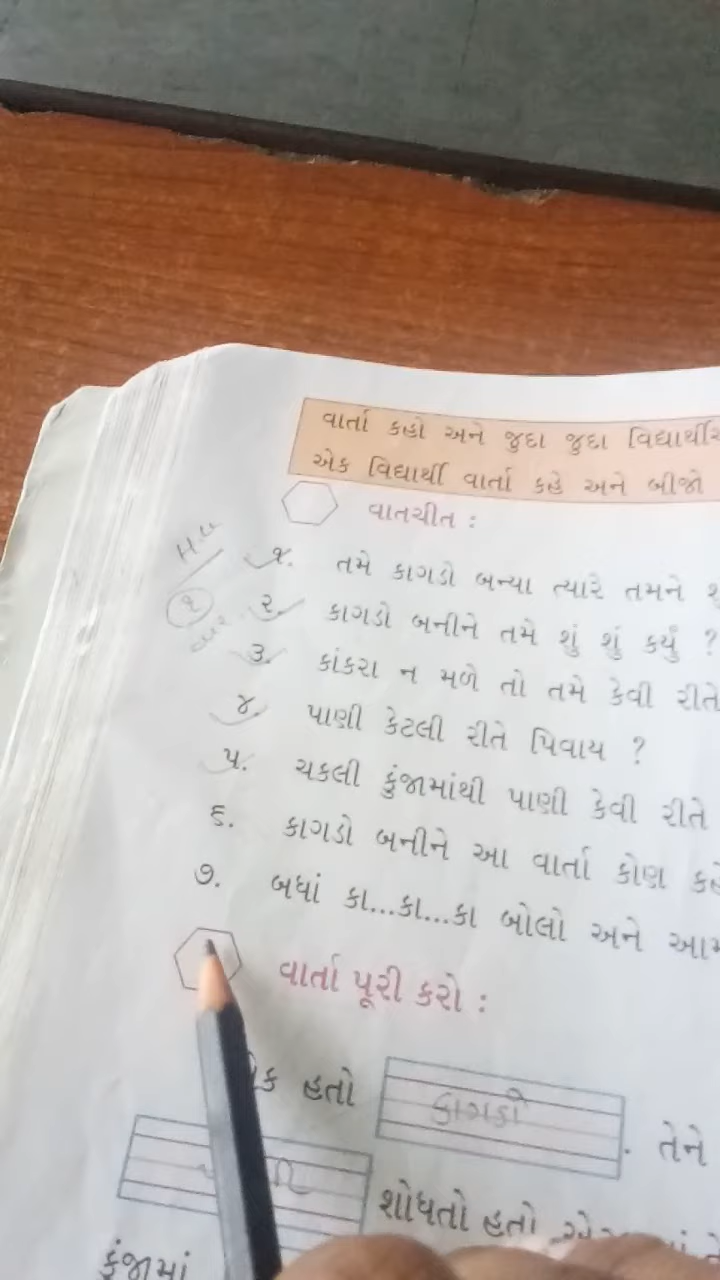 વાર્તા કહો અને જુદા જુદા
એક વિદ્યાર્થી વાર્તા કહે અને બીજો
વાતચીત :
૧. તમે કાગડો બન્યા ત્યારે તમને
૨. કાગડો બનીને તમે શું શું કર્યું ?
૩. કાંકરા ન મળે તો તમે કેવી રીતે
૪. પાણી કેટલી રીતે પિવાય ?
૫. ચકલી કુંજામાંથી પાણી કેવી રીતે
૬. કાગડો બનીને આ વાર્તા કોણ
૭. બધાં કા...કા...કા બોલો અને
વાર્તા પૂરી કરો :
હતો કાગડો . તેને
શોધતો હતો.
કુંજામાં